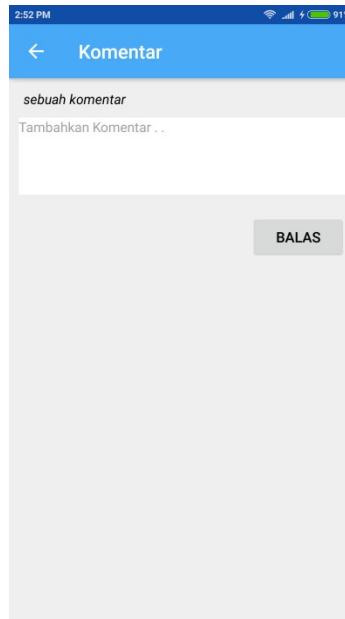 2:52 PM 91
Komentar
sebuah komentar
Tambahkan Komentar . .
BALAS